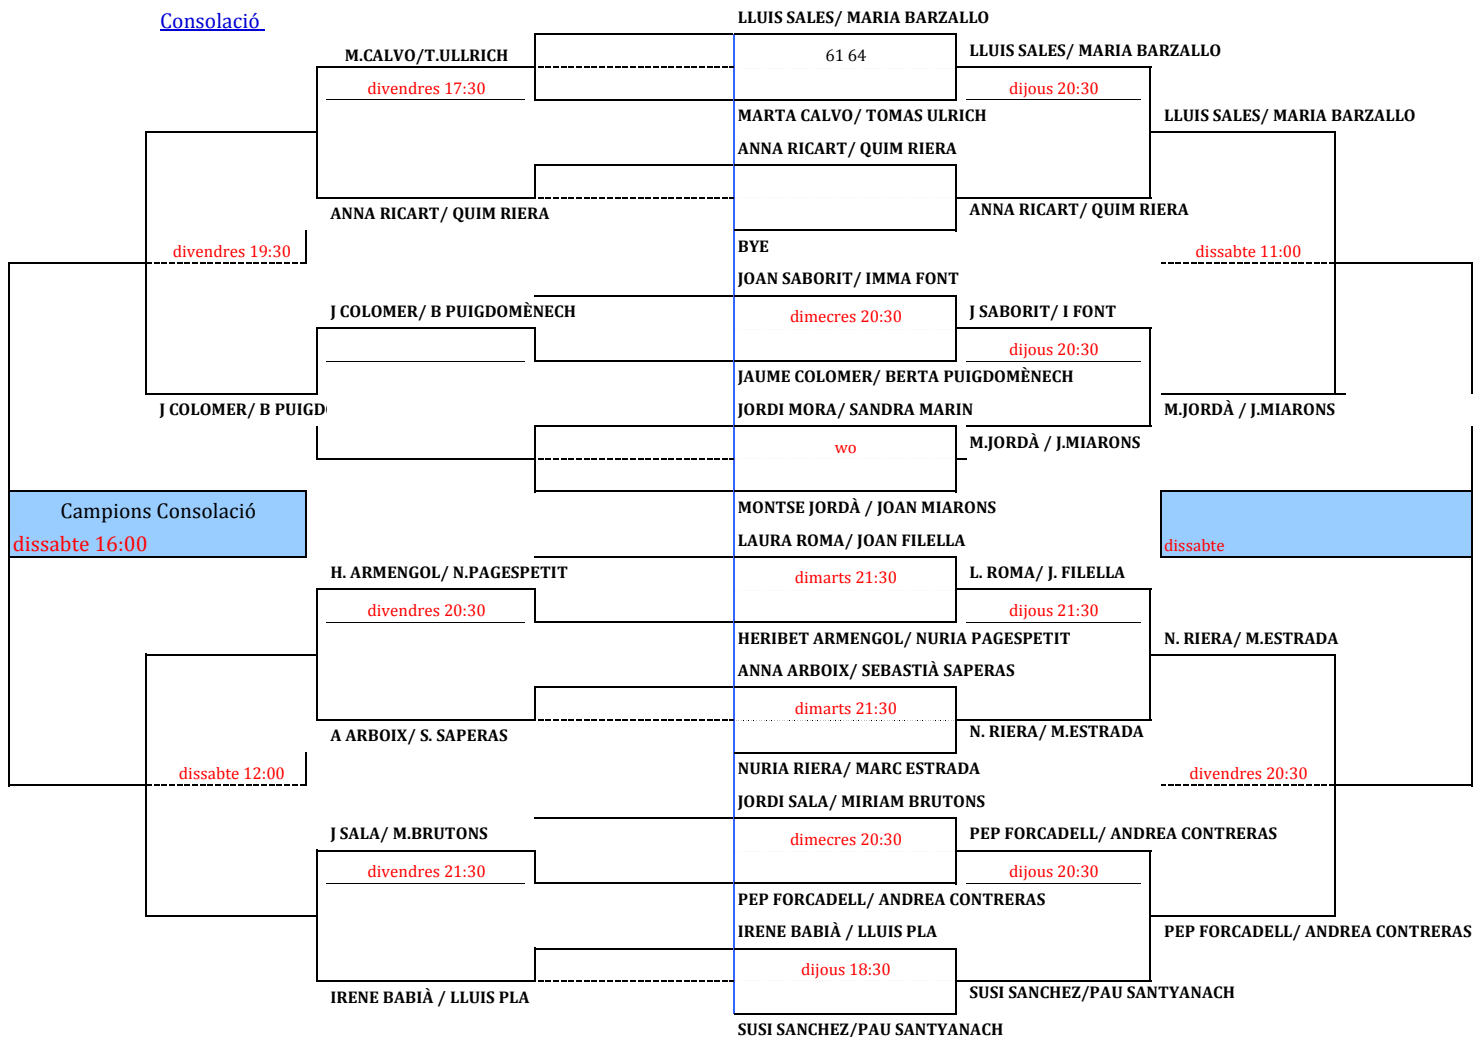 Consolació
LLUIS SALES/ MARIA BARZALLO
M.CALVO/T.ULLRICH
61 64
LLUIS SALES/ MARIA BARZALLO
divendres 17:30
dijous 20:30
MARTA CALVO/ TOMAS ULRICH
LLUIS SALES/ MARIA BARZALLO
ANNA RICART/ QUIM RIERA
ANNA RICART/ QUIM RIERA
ANNA RICART/ QUIM RIERA
divendres 19:30
BYE
dissabte 11:00
JOAN SABORIT/ IMMA FONT
J COLOMER/ B PUIGDOMÈNECH
dimecres 20:30
J SABORIT/ I FONT
dijous 20:30
JAUME COLOMER/ BERTA PUIGDOMÈNECH
J COLOMER/ B PUIGD
JORDI MORA/ SANDRA MARIN
M.JORDÀ / J.MIARONS
wo
M.JORDÀ / J.MIARONS
Campions Consolació
MONTSE JORDÀ / JOAN MIARONS
dissabte 16:00
LAURA ROMA/ JOAN FILELLA
dissabte
H. ARMENGOL/ N.PAGESPETIT
dimarts 21:30
L. ROMA/ J. FILELLA
divendres 20:30
dijous 21:30
HERIBET ARMENGOL/ NURIA PAGESPETIT
N. RIERA/ M.ESTRADA
ANNA ARBOIX/ SEBASTIÀ SAPERAS
dimarts 21:30
A ARBOIX/ S. SAPERAS
N. RIERA/ M.ESTRADA
dissabte 12:00
NURIA RIERA/ MARC ESTRADA
divendres 20:30
JORDI SALA/ MIRIAM BRUTONS
J SALA/ M.BRUTONS
dimecres 20:30
PEP FORCADELL/ ANDREA CONTRERAS
divendres 21:30
dijous 20:30
PEP FORCADELL/ ANDREA CONTRERAS
IRENE BABIÀ / LLUIS PLA
PEP FORCADELL/ ANDREA CONTRERAS
dijous 18:30
IRENE BABIÀ / LLUIS PLA
SUSI SANCHEZ/PAU SANTYANACH
SUSI SANCHEZ/PAU SANTYANACH